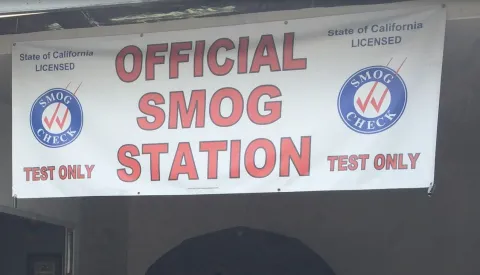 State of California
LICENSED
SMOG
CHECK
TEST ONLY
OFFICIAL
SMOG
STATION
State of California
LICENSED
SMOG
CHECK
TEST ONLY